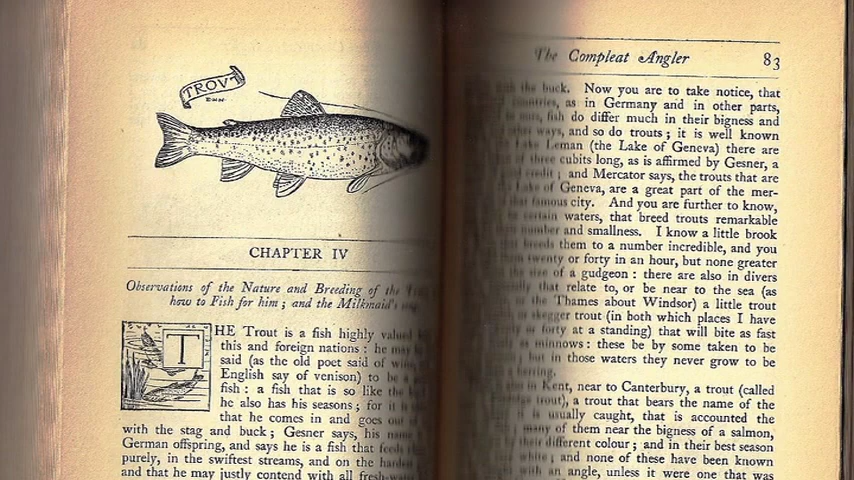 TROVT
CHAPTER IV
Observations of the Nature and Breeding of the
how to Fish for him ; and the Milkmaid's
THE Trout is a fish highly valued
this and foreign nations : he may
said (as the old poet said of wine,
English say of venison) to be a
fish : a fish that is so like the
he also has his seasons ; for it is
that he comes in and goes out
with the stag and buck ; Gesner says, his name
German offspring, and says he is a fish that feeds
purely, in the swiftest streams, and on the
and that he may justly contend with all
The Compleat Angler 83
the buck. Now you are to take notice, that
countries, as in Germany and in other parts,
fish do differ much in their bigness and
other ways, and so do trouts ; it is well known
Lake Leman (the Lake of Geneva) there are
of three cubits long, as is affirmed by Gesner, a
credit ; and Mercator says, the trouts that are
Lake of Geneva, are a great part of the mer-
that famous city. And you are further to know,
certain waters, that breed trouts remarkable
number and smallness. I know a little brook
breeds them to a number incredible, and you
twenty or forty in an hour, but none greater
the size of a gudgeon : there are also in divers
that relate to, or be near to the sea (as
the Thames about Windsor) a little trout
skegger trout (in both which places I have
or forty at a standing) that will bite as fast
minnows : these be by some taken to be
but in those waters they never grow to be
herring.
in Kent, near to Canterbury, a trout (called
trout), a trout that bears the name of the
is usually caught, that is accounted the
many of them near the bigness of a salmon,
their different colour ; and in their best season
white ; and none of these have been known
with an angle, unless it were one that was